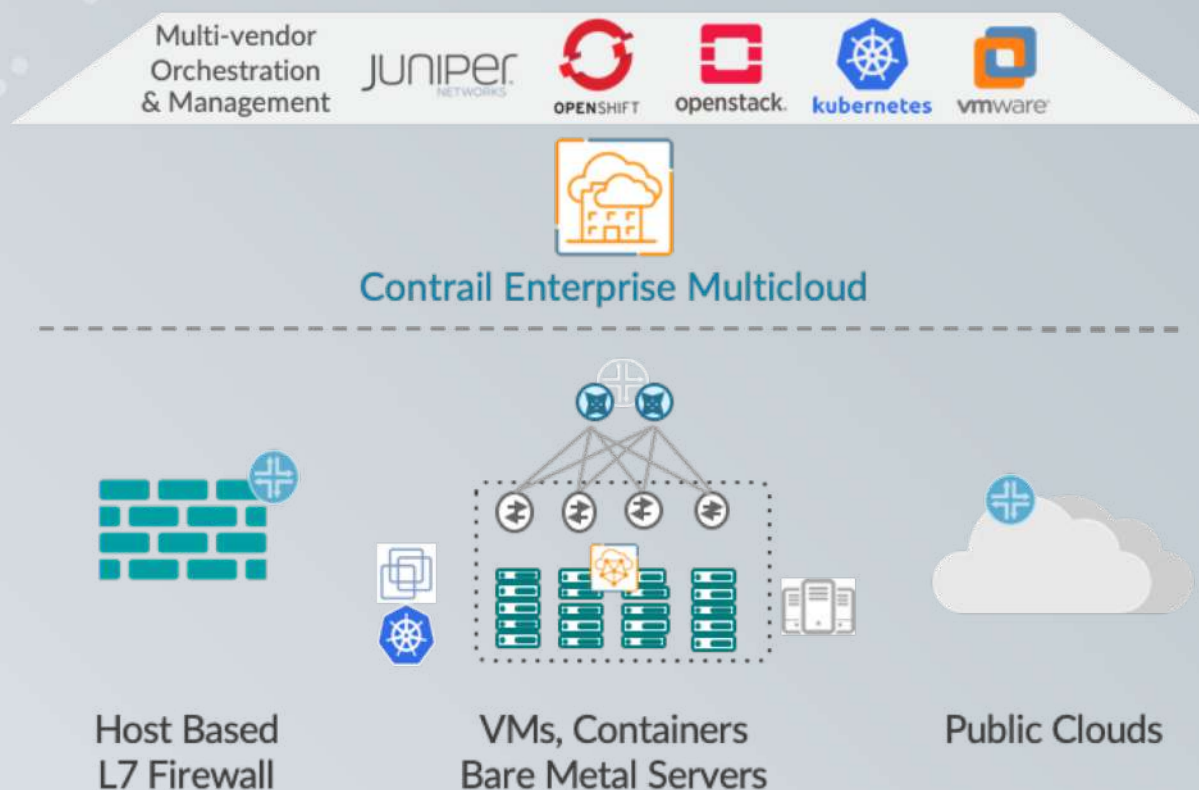 Multi-vendor
Orchestration
& Management
JUNIPER
NETWORKS
OPENSHIFT
openstack.
kubernetes
vmware
Contrail Enterprise Multicloud
Host Based
L7 Firewall
VMs, Containers
Bare Metal Servers
Public Clouds